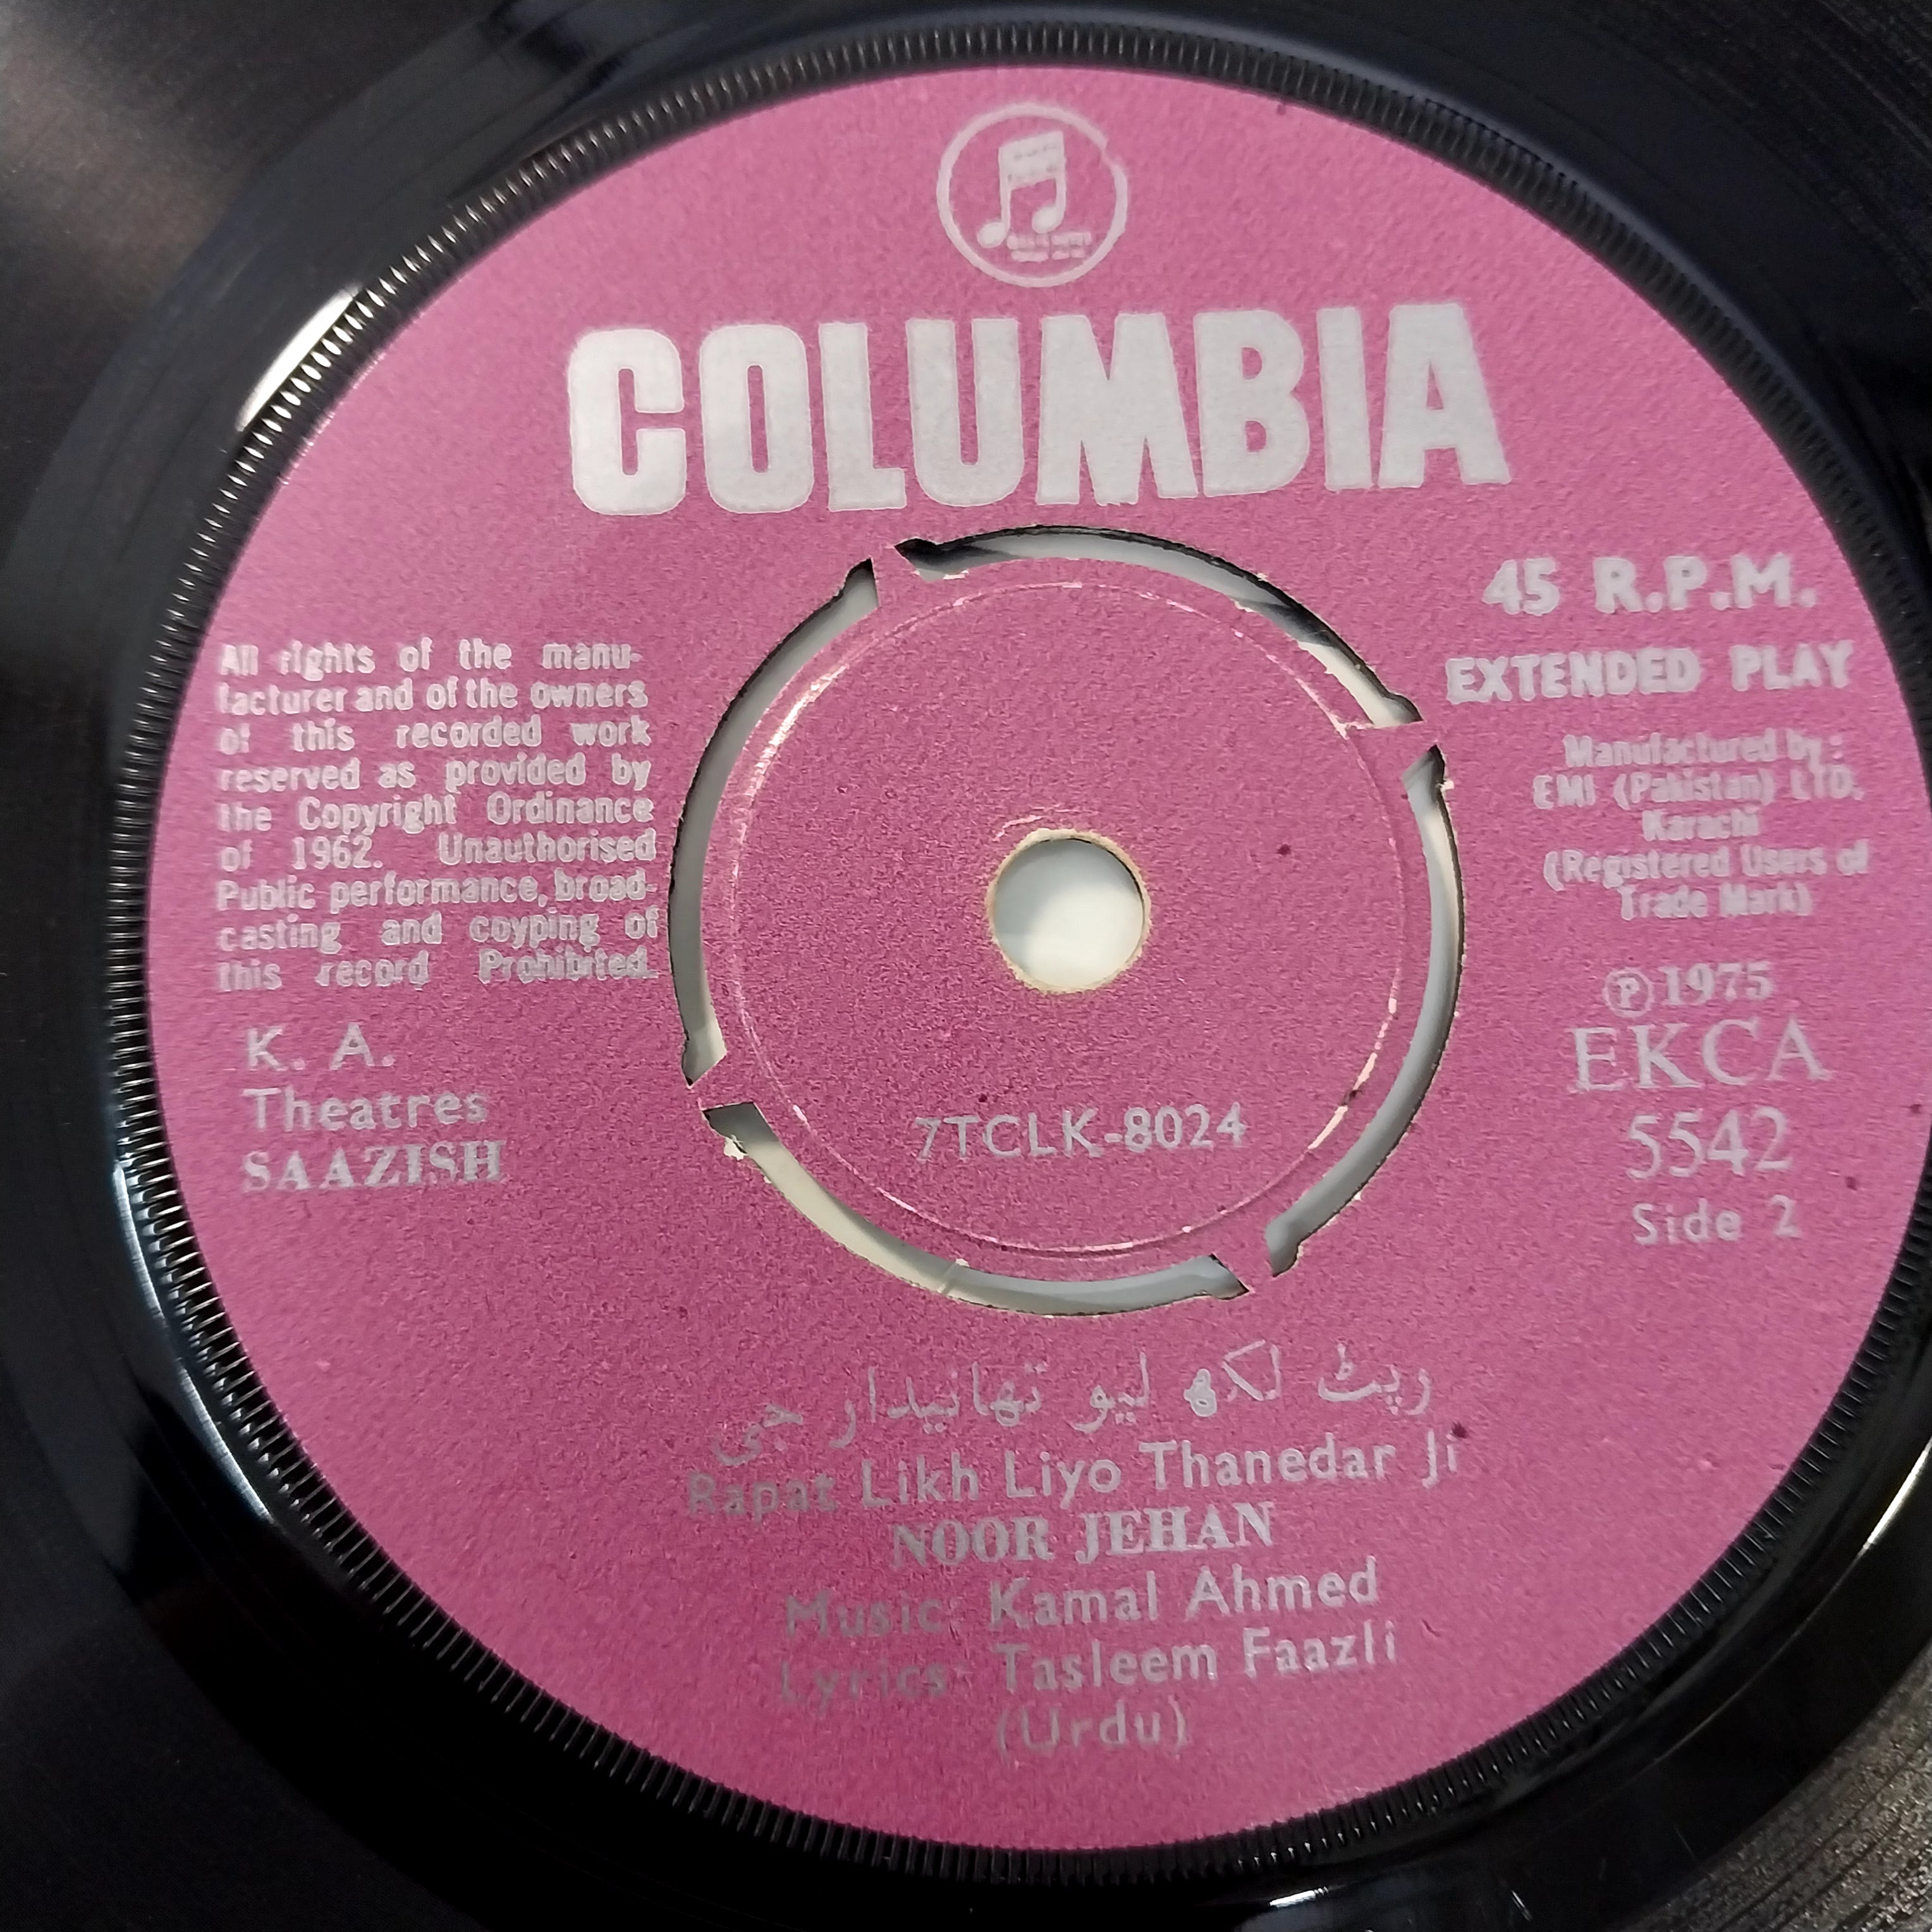 COLUMBIA
45 R.P.M.
EXTENDED PLAY
All rights of the manu-
facturer and of the owners
of this recorded work
reserved as provided by
the Copyright Ordinance
of 1962. Unauthorised
Public performance, broad-
casting and coyping of
this record Prohibited.
Manufactured by:
EMI (Pakistan) LTD.
Karachi
(Registered Users of
Trade Mark)
℗1975
EKCA
5542
Side 2
K. A.
Theatres
SAAZISH
7TCLK-8024
رپٹ لکھ لیو تھانیدار جی
Rapat Likh Liyo Thanedar Ji
NOOR JEHAN
Music: Kamal Ahmed
Lyrics: Tasleem Faazli
(Urdu)